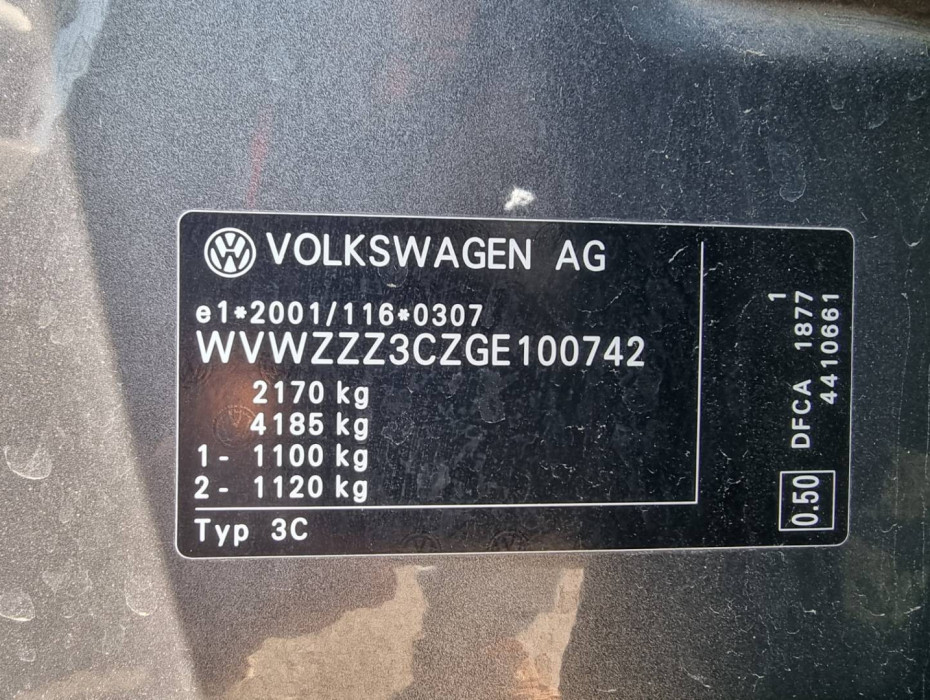 VOLKSWAGEN AG
e1*2001/116*0307
WVWZZZ3CZGE100742
2170 kg
4185 kg
1- 1100 kg
2- 1120 kg
Typ 3C
1
DFCA 1877
4410661
0.50